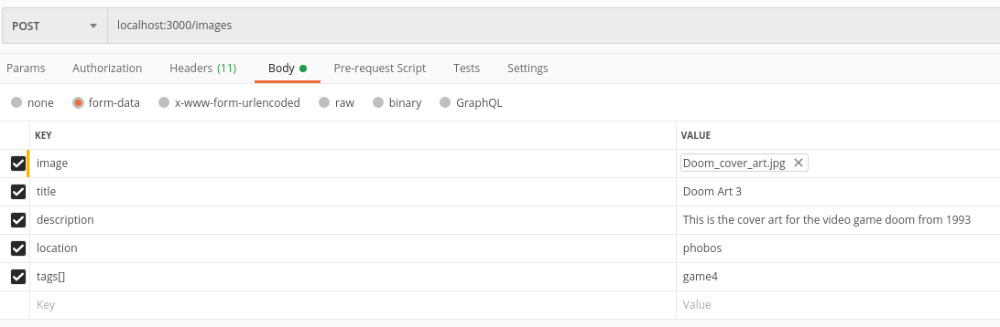 POST localhost:3000/images
Params Authorization Headers (11) Body Pre-request Script Tests Settings
none form-data x-www-form-urlencoded raw binary GraphQL
KEY VALUE
image Doom_cover_art.jpg
title Doom Art 3
description This is the cover art for the video game doom from 1993
location phobos
tags[] game4
Key Value